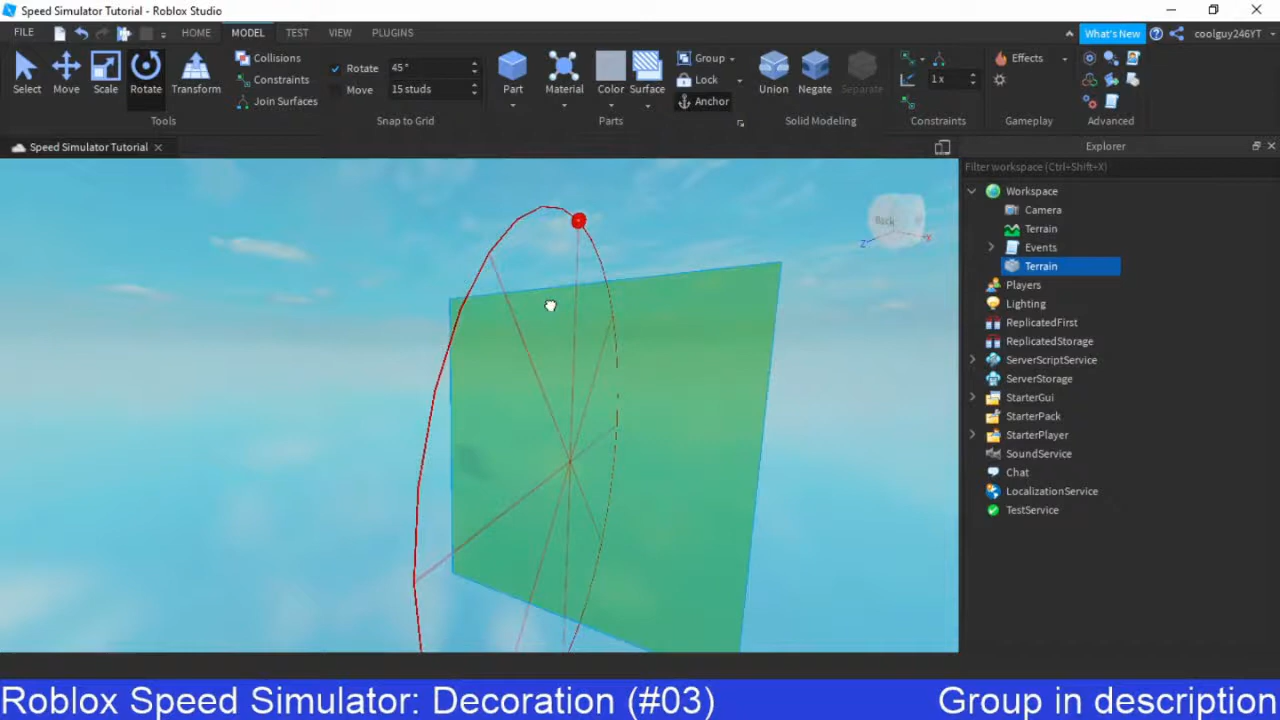 Speed Simulator Tutorial - Roblox Studio
FILE HOME MODEL TEST VIEW PLUGINS What's New coolguy246YT
Select Move Scale Rotate Transform
Tools
Collisions
Constraints
Join Surfaces
Rotate 45°
Move 15 studs
Snap to Grid
Part Material Color Surface
Group
Lock
Anchor
Parts
Union Negate Separate
Solid Modeling
1 x
Constraints
Effects
Gameplay
Advanced
Speed Simulator Tutorial
Explorer
Filter workspace (Ctrl+Shift+X)
Workspace
Camera
Terrain
Events
Terrain
Players
Lighting
ReplicatedFirst
ReplicatedStorage
ServerScriptService
ServerStorage
StarterGui
StarterPack
StarterPlayer
SoundService
Chat
LocalizationService
TestService
Back
Z X
Roblox Speed Simulator: Decoration (#03) Group in description